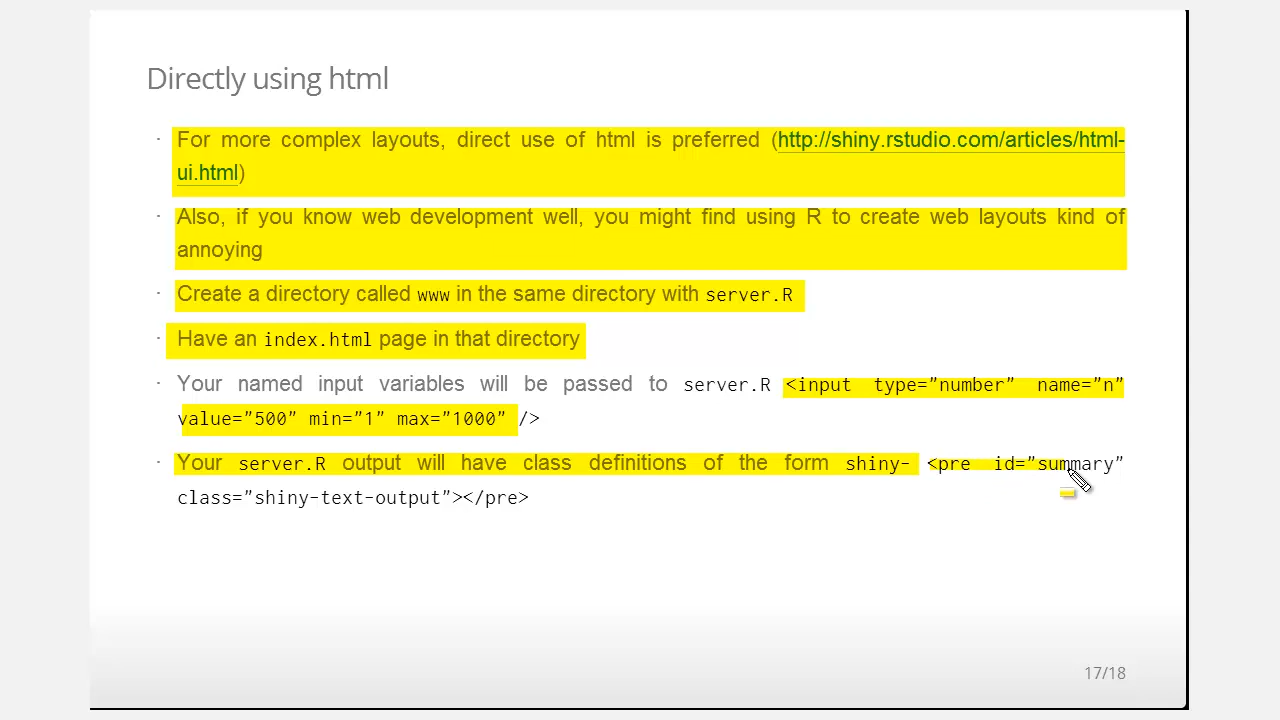 Directly using html
· For more complex layouts, direct use of html is preferred (http://shiny.rstudio.com/articles/html-
ui.html)
· Also, if you know web development well, you might find using R to create web layouts kind of
annoying
· Create a directory called www in the same directory with server.R
· Have an index.html page in that directory
· Your named input variables will be passed to server.R <input type="number" name="n"
value="500" min="1" max="1000" />
· Your server.R output will have class definitions of the form shiny- <pre id="summary"
class="shiny-text-output"></pre>
17/18